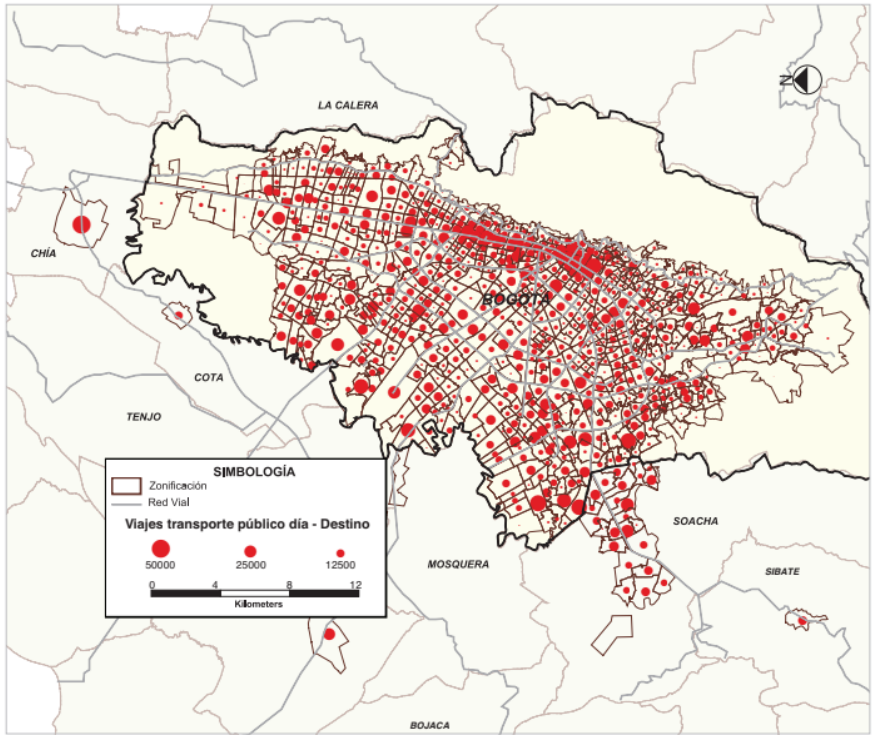 N
LA CALERA
CHÍA
BOGOTÁ
COTA
TENJO
SIMBOLOGÍA
Zonificación
Red Vial
Viajes transporte público día - Destino
50000 25000 12500
0 4 8 12
Kilometers
SOACHA
MOSQUERA
SIBATE
BOJACA